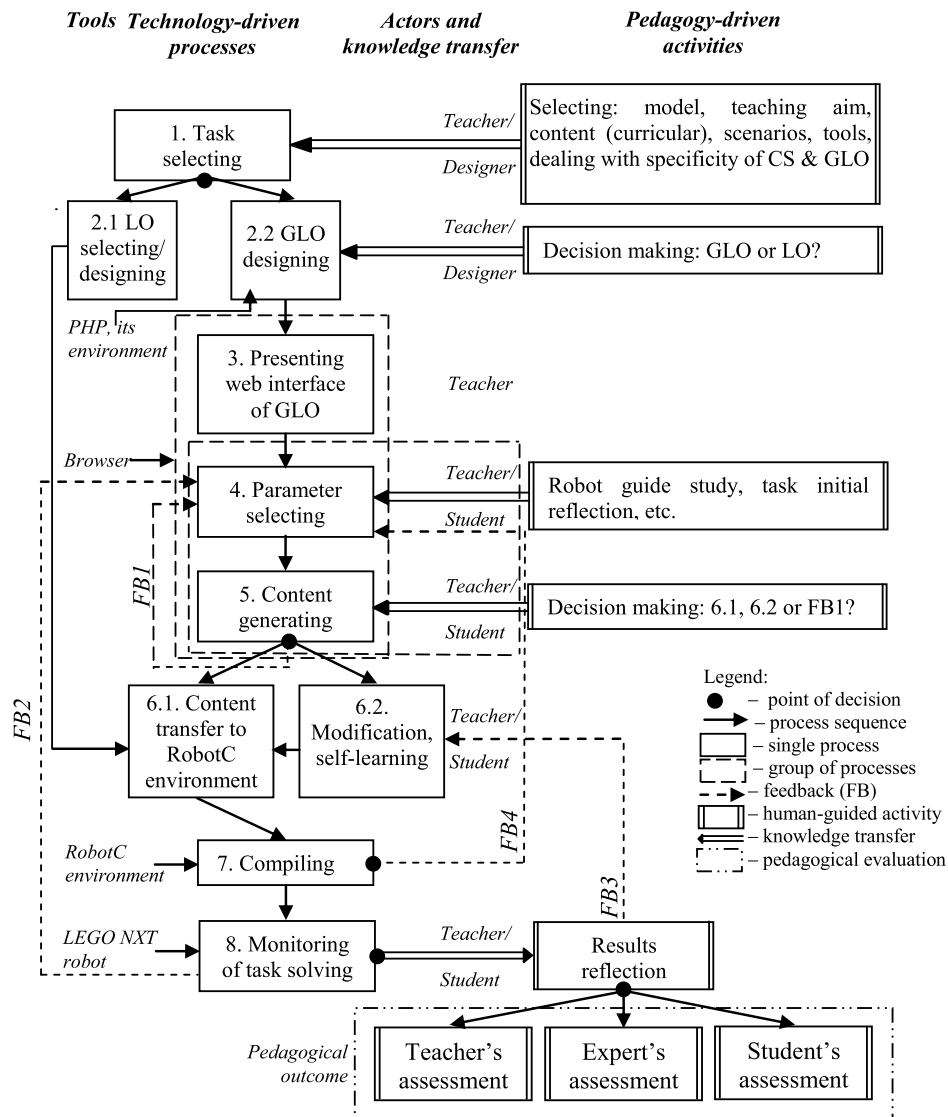 Tools
Technology-driven
processes
Actors and
knowledge transfer
Pedagogy-driven
activities
1. Task
selecting
Teacher/
Designer
Selecting: model, teaching aim,
content (curricular), scenarios, tools,
dealing with specificity of CS & GLO
2.1 LO
selecting/
designing
2.2 GLO
designing
Teacher/
Designer
Decision making: GLO or LO?
PHP, its
environment
3. Presenting
web interface
of GLO
Teacher
Browser
4. Parameter
selecting
Teacher/
Student
Robot guide study, task initial
reflection, etc.
FB1
5. Content
generating
Teacher/
Student
Decision making: 6.1, 6.2 or FB1?
FB2
6.1. Content
transfer to
RobotC
environment
6.2.
Modification,
self-learning
Teacher/
Student
Legend:
– point of decision
– process sequence
– single process
– group of processes
– feedback (FB)
– human-guided activity
– knowledge transfer
– pedagogical evaluation
FB4
RobotC
environment
7. Compiling
FB3
LEGO NXT
robot
8. Monitoring
of task solving
Teacher/
Student
Results
reflection
Pedagogical
outcome
Teacher’s
assessment
Expert’s
assessment
Student’s
assessment